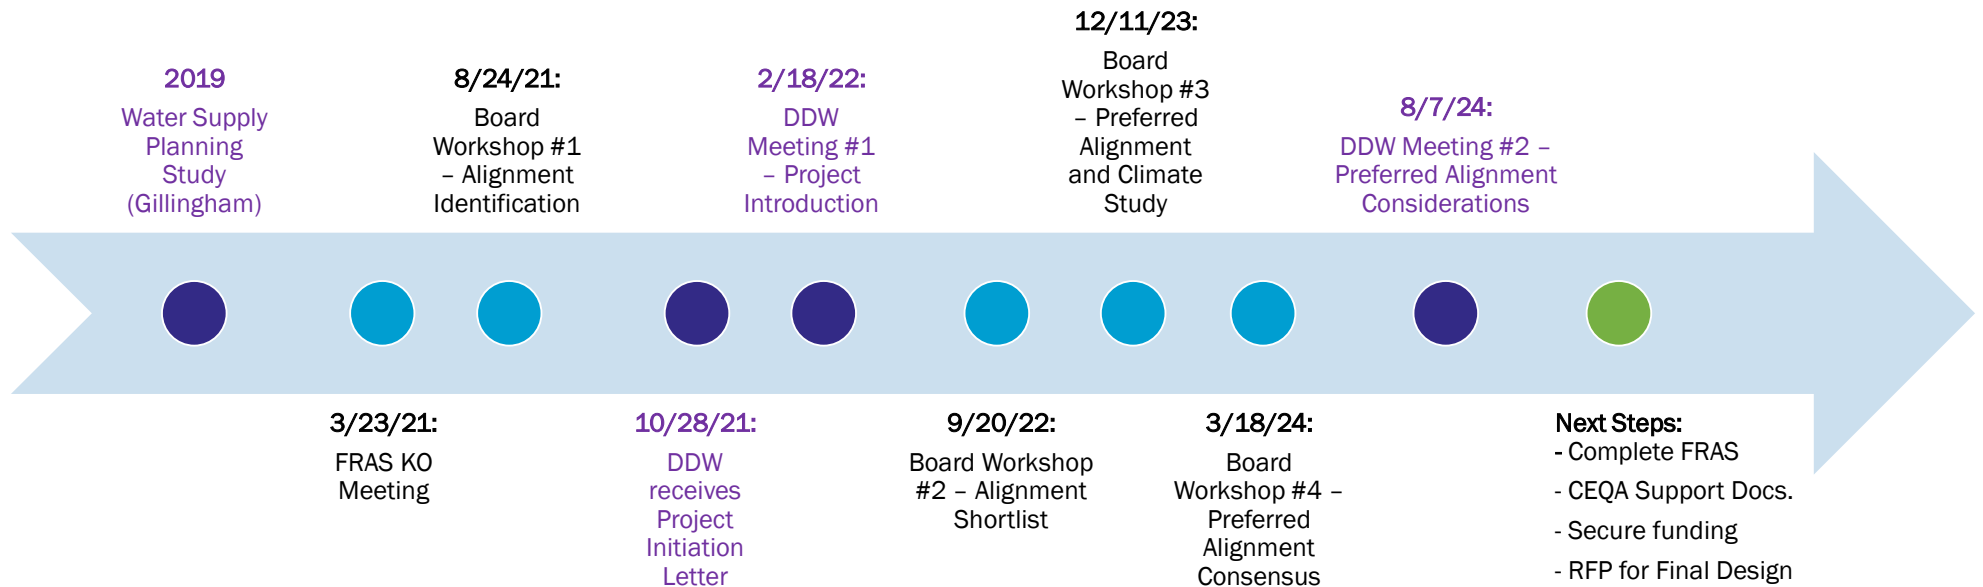 2019
Water Supply
Planning
Study
(Gillingham)
8/24/21:
Board
Workshop #1
– Alignment
Identification
2/18/22:
DDW
Meeting #1
– Project
Introduction
12/11/23:
Board
Workshop #3
– Preferred
Alignment
and Climate
Study
8/7/24:
DDW Meeting #2 –
Preferred Alignment
Considerations
3/23/21:
FRAS KO
Meeting
10/28/21:
DDW
receives
Project
Initiation
Letter
9/20/22:
Board Workshop
#2 – Alignment
Shortlist
3/18/24:
Board
Workshop #4 –
Preferred
Alignment
Consensus
Next Steps:
- Complete FRAS
- CEQA Support Docs.
- Secure funding
- RFP for Final Design